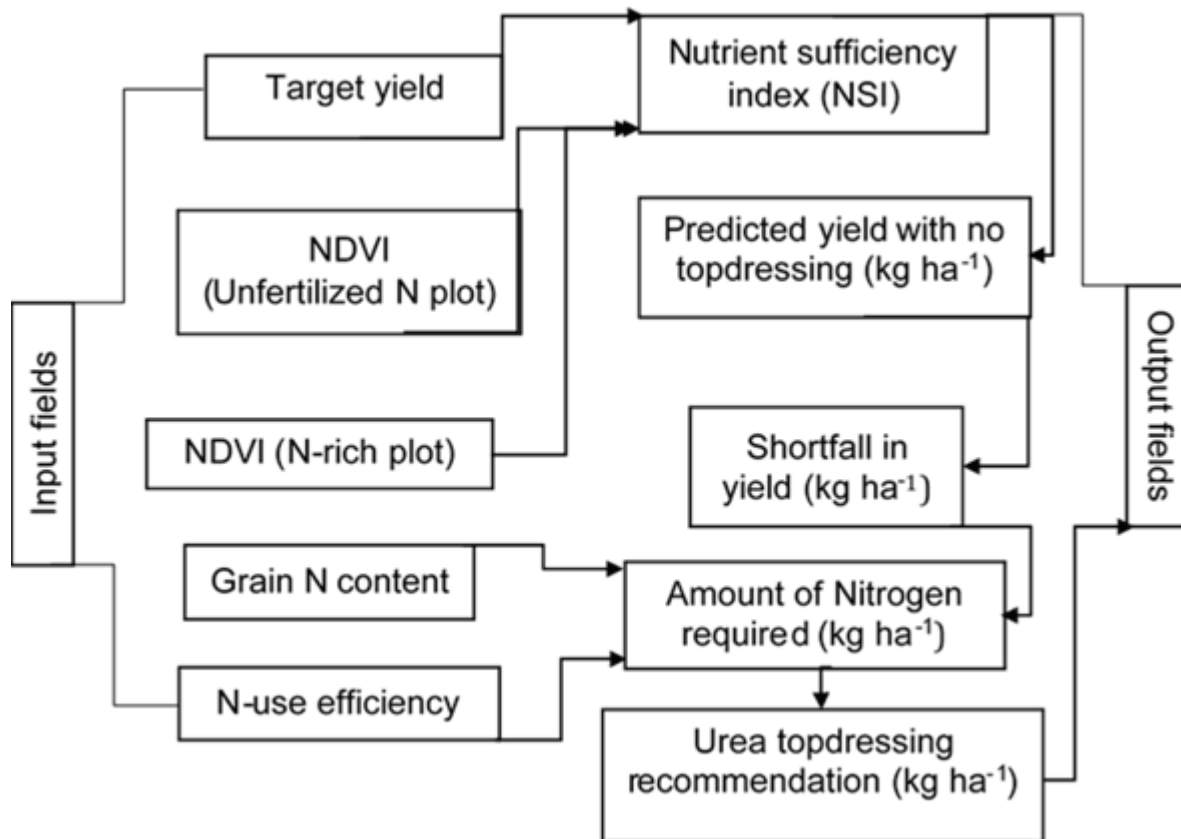 Input fields
Target yield
NDVI
(Unfertilized N plot)
NDVI (N-rich plot)
Grain N content
N-use efficiency
Nutrient sufficiency
index (NSI)
Predicted yield with no
topdressing (kg ha⁻¹)
Shortfall in
yield (kg ha⁻¹)
Amount of Nitrogen
required (kg ha⁻¹)
Urea topdressing
recommendation (kg ha⁻¹)
Output fields